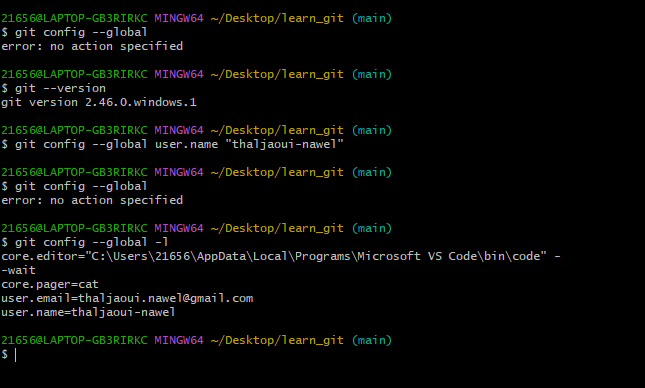 21656@LAPTOP-GB3RIRKC MINGW64 ~/Desktop/learn_git (main)
$ git config --global
error: no action specified
21656@LAPTOP-GB3RIRKC MINGW64 ~/Desktop/learn_git (main)
$ git --version
git version 2.46.0.windows.1
21656@LAPTOP-GB3RIRKC MINGW64 ~/Desktop/learn_git (main)
$ git config --global user.name "thaljaoui-nawel"
21656@LAPTOP-GB3RIRKC MINGW64 ~/Desktop/learn_git (main)
$ git config --global
error: no action specified
21656@LAPTOP-GB3RIRKC MINGW64 ~/Desktop/learn_git (main)
$ git config --global -l
core.editor="C:\Users\21656\AppData\Local\Programs\Microsoft VS Code\bin\code" -
-wait
core.pager=cat
user.email=thaljaoui.nawel@gmail.com
user.name=thaljaoui-nawel
21656@LAPTOP-GB3RIRKC MINGW64 ~/Desktop/learn_git (main)
$